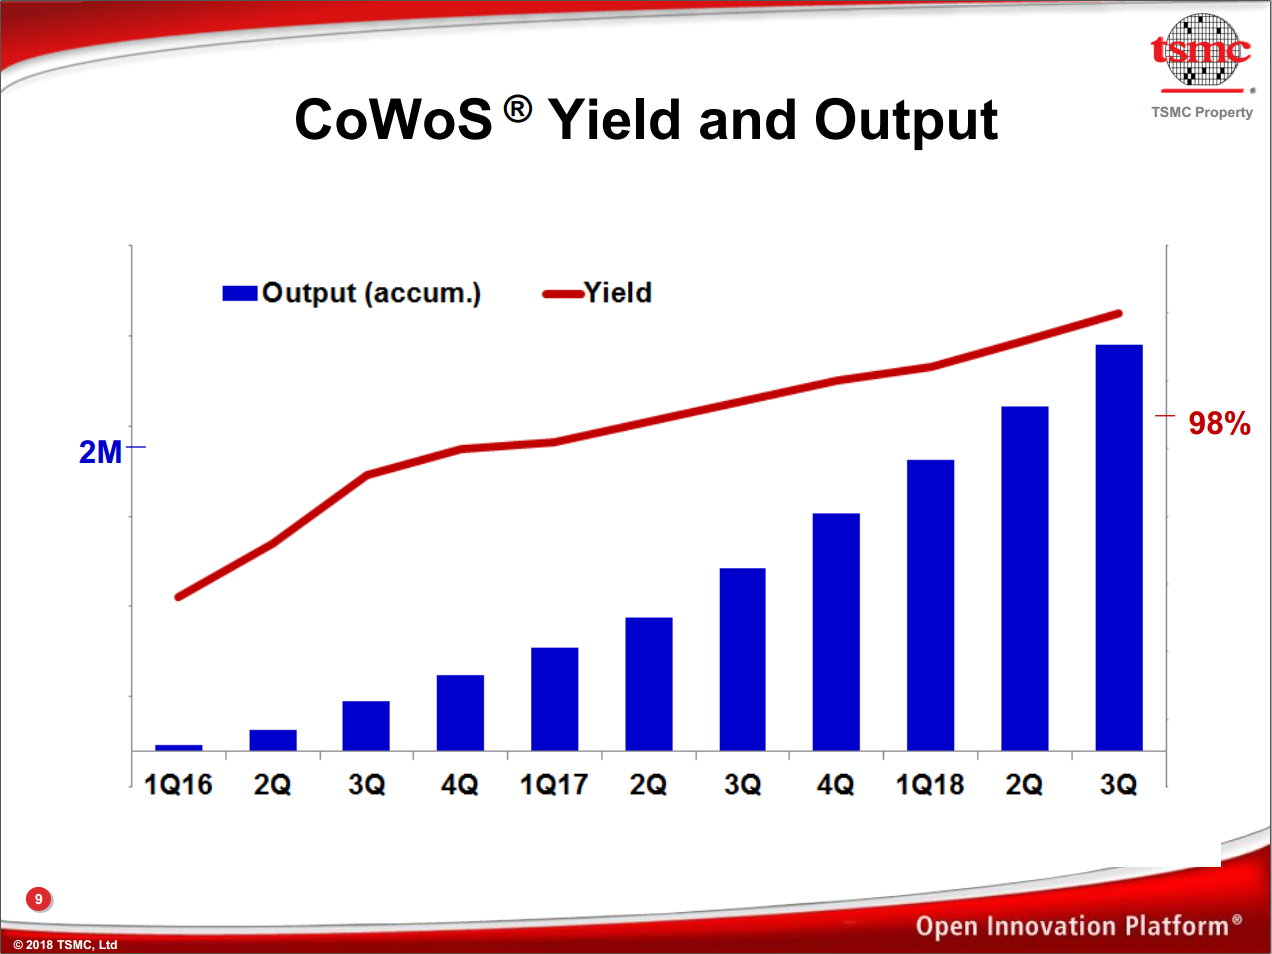 tsmc
®
TSMC Property
CoWoS® Yield and Output
Output (accum.) Yield
2M
98%
1Q16 2Q 3Q 4Q 1Q17 2Q 3Q 4Q 1Q18 2Q 3Q
9
Open Innovation Platform®
© 2018 TSMC, Ltd